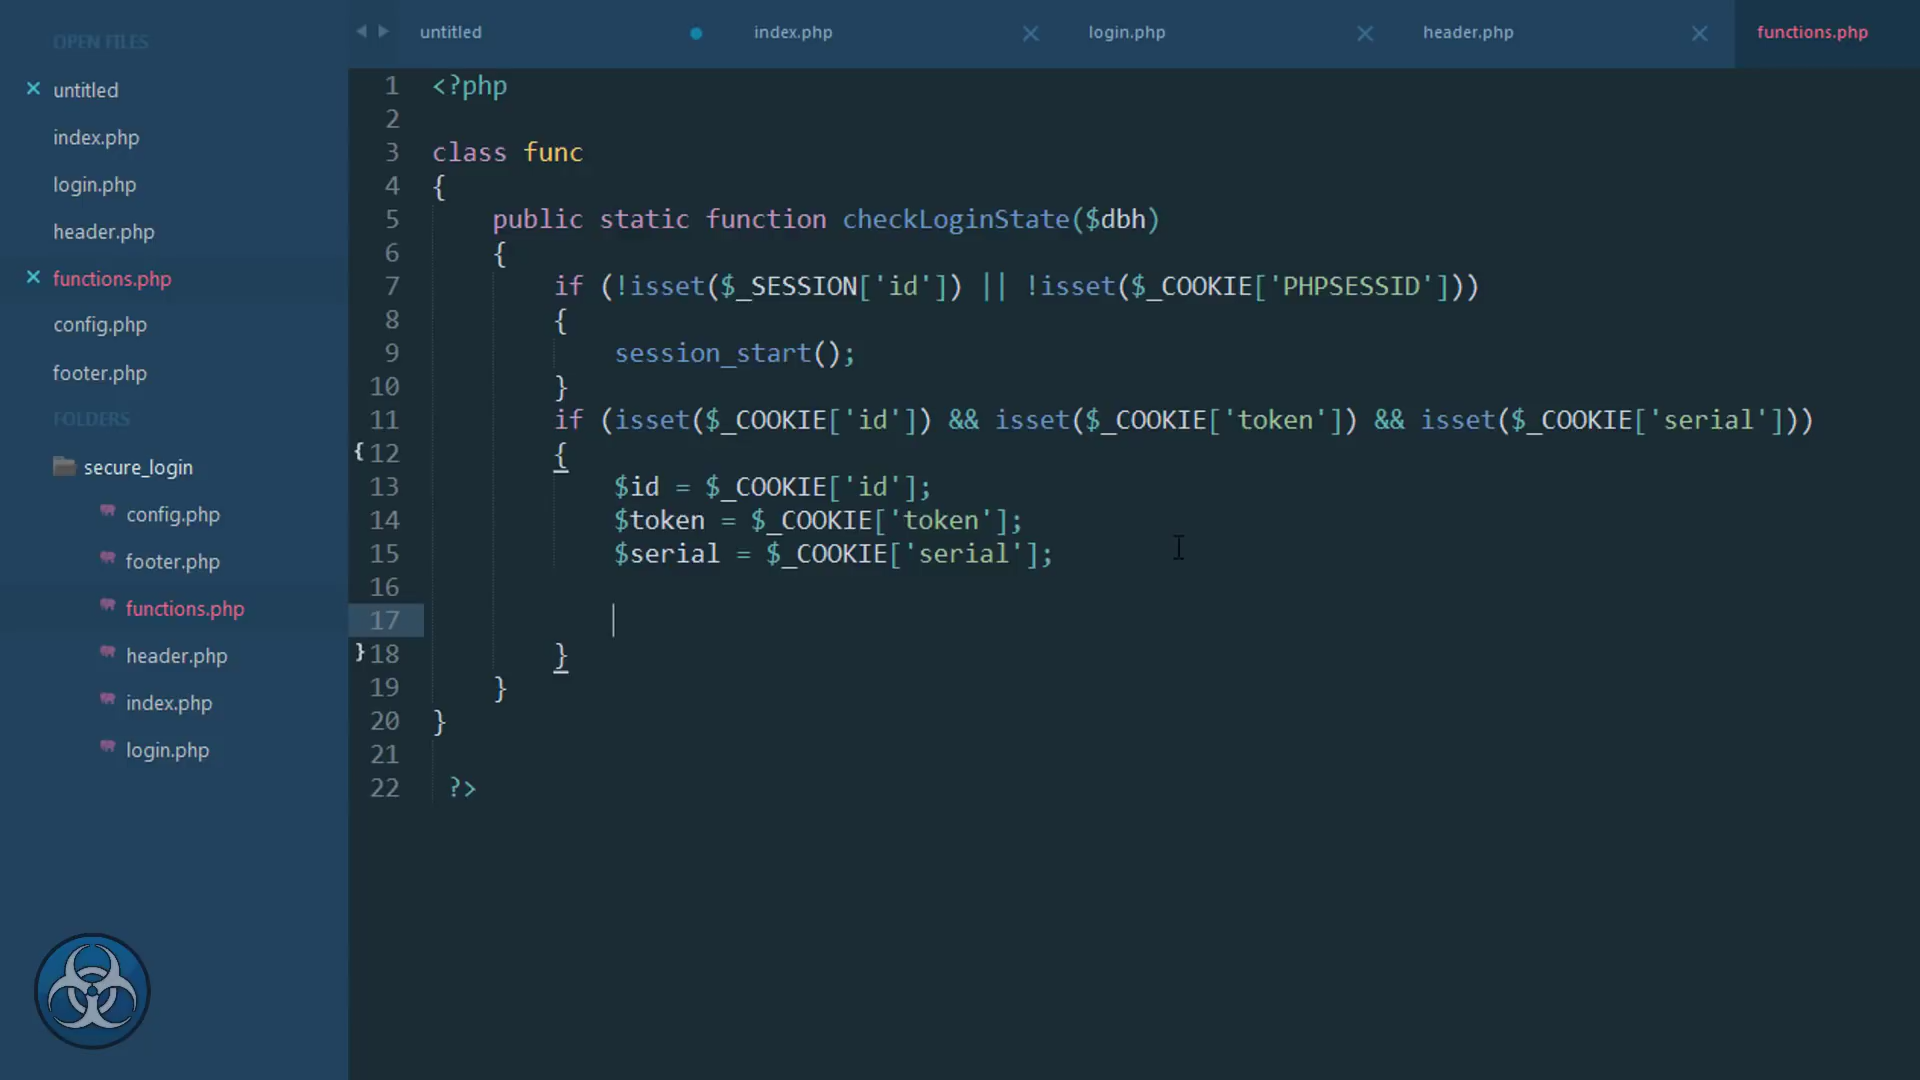 OPEN FILES
untitled
index.php
login.php
header.php
functions.php
config.php
footer.php
FOLDERS
secure_login
config.php
footer.php
functions.php
header.php
index.php
login.php
untitled index.php login.php header.php functions.php
1 <?php
2
3 class func
4 {
5 public static function checkLoginState($dbh)
6 {
7 if (!isset($_SESSION['id']) || !isset($_COOKIE['PHPSESSID']))
8 {
9 session_start();
10 }
11 if (isset($_COOKIE['id']) && isset($_COOKIE['token']) && isset($_COOKIE['serial']))
{12 {
13 $id = $_COOKIE['id'];
14 $token = $_COOKIE['token'];
15 $serial = $_COOKIE['serial'];
16
17
}18 }
19 }
20 }
21
22 ?>